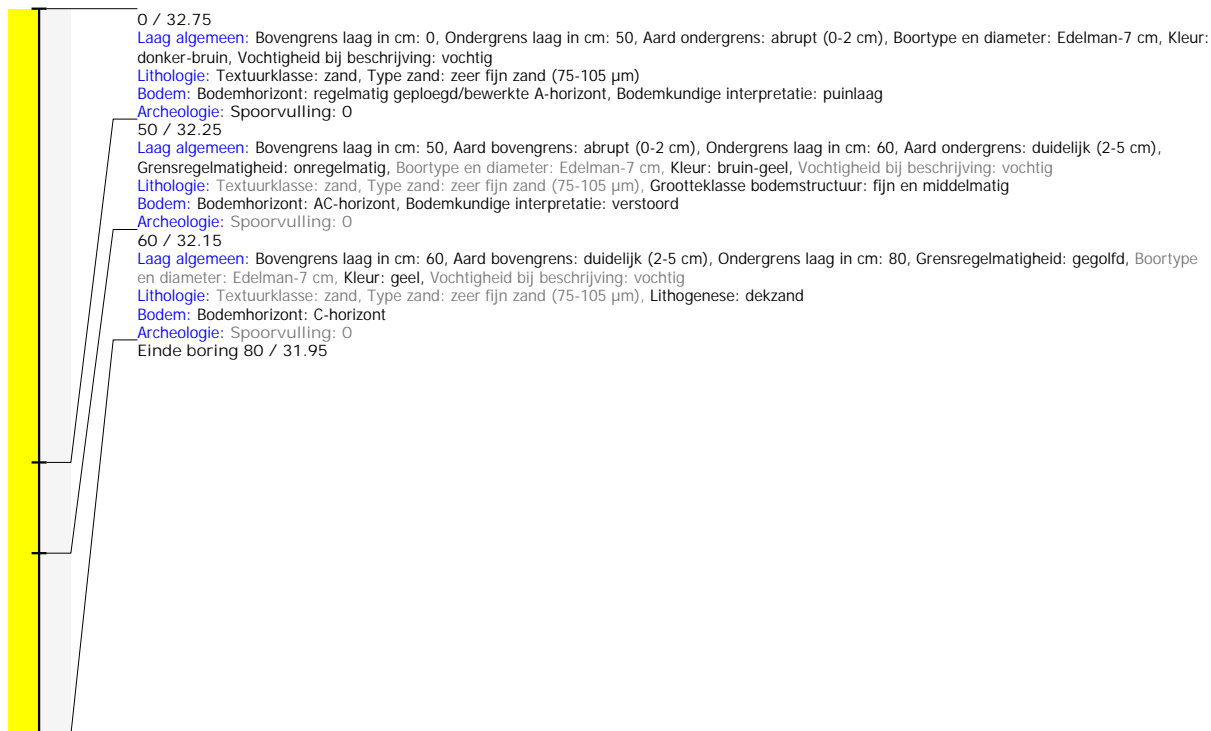 0 / 32.75
Laag algemeen: Bovengrens laag in cm: 0, Ondergrens laag in cm: 50, Aard ondergrens: abrupt (0-2 cm), Boortype en diameter: Edelman-7 cm, Kleur:
donker-bruin, Vochtigheid bij beschrijving: vochtig
Lithologie: Textuurklasse: zand, Type zand: zeer fijn zand (75-105 µm)
Bodem: Bodemhorizont: regelmatig geploegd/bewerkte A-horizont, Bodemkundige interpretatie: puinlaag
Archeologie: Spoorvulling: 0
50 / 32.25
Laag algemeen: Bovengrens laag in cm: 50, Aard bovengrens: abrupt (0-2 cm), Ondergrens laag in cm: 60, Aard ondergrens: duidelijk (2-5 cm),
Grensregelmatigheid: onregelmatig, Boortype en diameter: Edelman-7 cm, Kleur: bruin-geel, Vochtigheid bij beschrijving: vochtig
Lithologie: Textuurklasse: zand, Type zand: zeer fijn zand (75-105 µm), Grootteklasse bodemstructuur: fijn en middelmatig
Bodem: Bodemhorizont: AC-horizont, Bodemkundige interpretatie: verstoord
Archeologie: Spoorvulling: 0
60 / 32.15
Laag algemeen: Bovengrens laag in cm: 60, Aard bovengrens: duidelijk (2-5 cm), Ondergrens laag in cm: 80, Grensregelmatigheid: gegolfd, Boortype
en diameter: Edelman-7 cm, Kleur: geel, Vochtigheid bij beschrijving: vochtig
Lithologie: Textuurklasse: zand, Type zand: zeer fijn zand (75-105 µm), Lithogenese: dekzand
Bodem: Bodemhorizont: C-horizont
Archeologie: Spoorvulling: 0
Einde boring 80 / 31.95